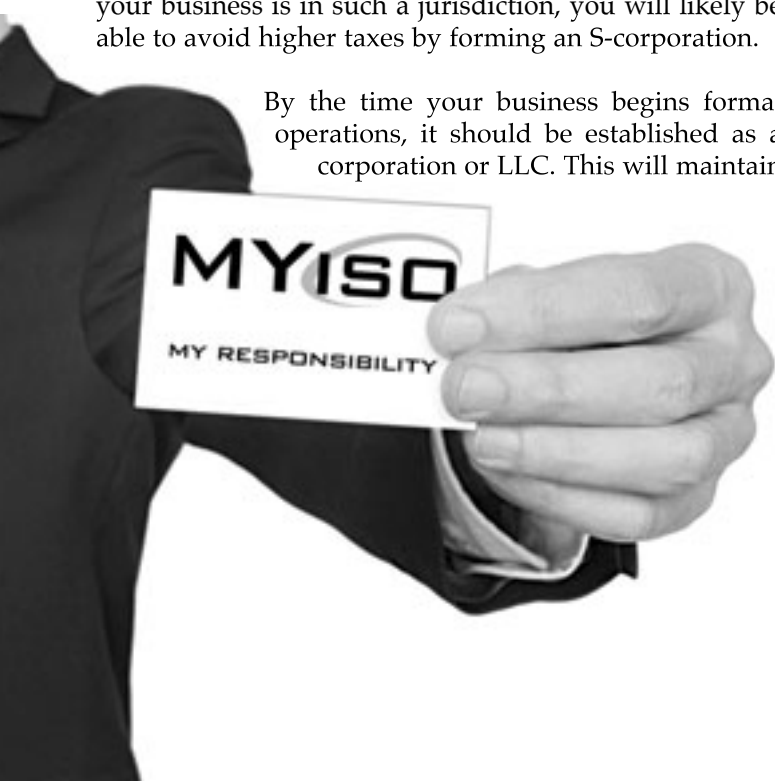 your business is in such a jurisdiction, you will likely be
able to avoid higher taxes by forming an S-corporation.
By the time your business begins forma
operations, it should be established as a
corporation or LLC. This will maintain
MYISO
MY RESPONSIBILITY